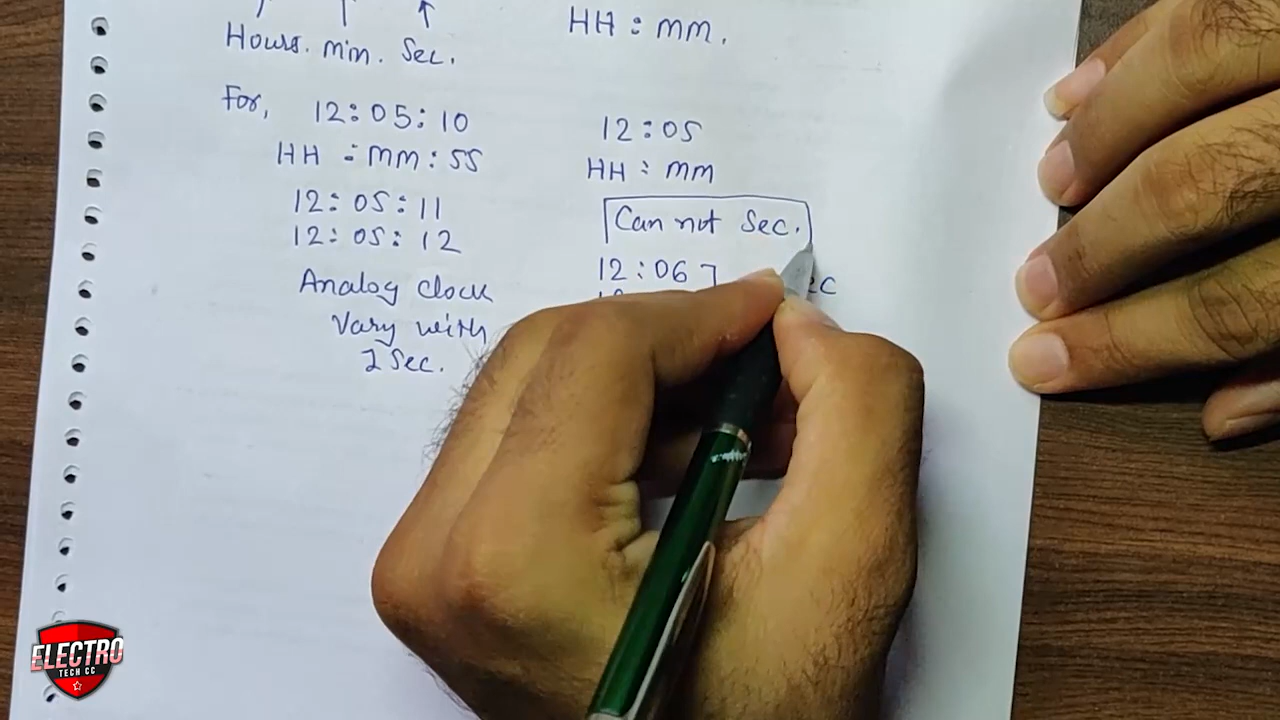 Hours. min. Sec.
For, 12:05:10
HH : MM : SS
12:05:11
12:05:12
Analog clock
Vary with
1 Sec.
HH : MM.
12:05
HH : MM
Can not Sec.
12:06
ELECTRO
TECH CC